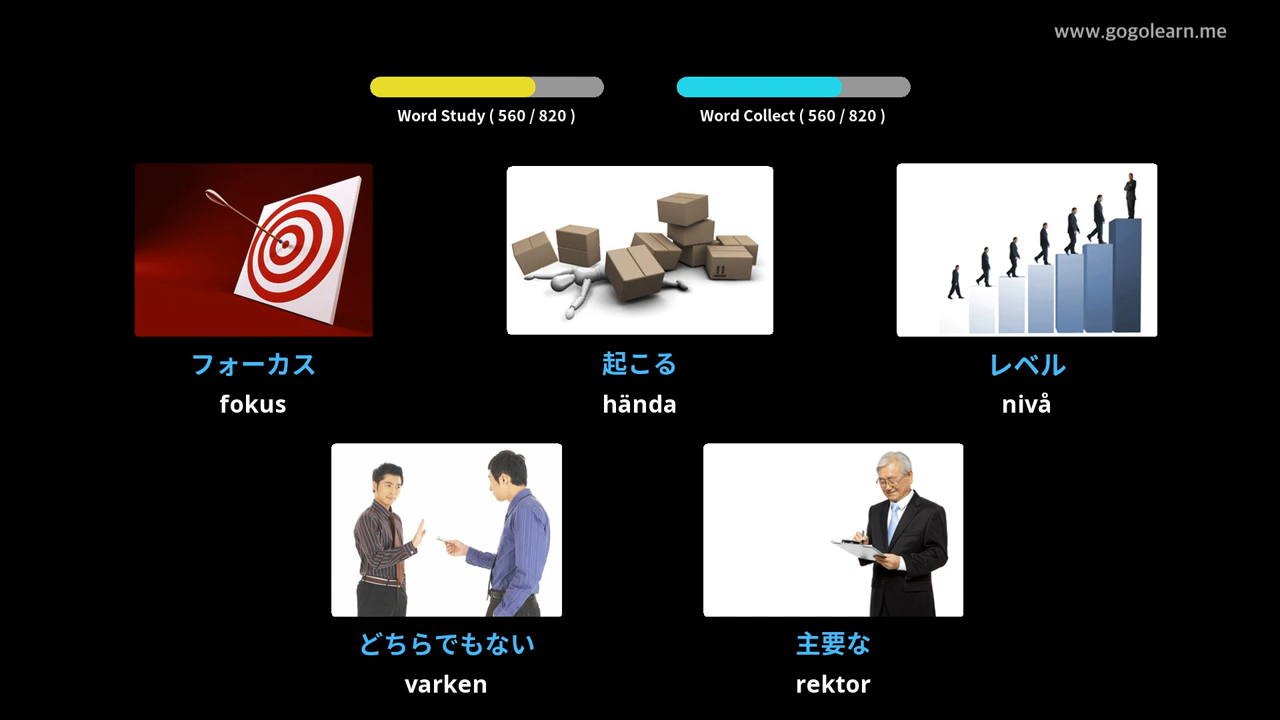 www.gogolearn.me
Word Study ( 560 / 820 )
Word Collect ( 560 / 820 )
フォーカス
fokus
起こる
hända
レベル
nivå
どちらでもない
varken
主要な
rektor